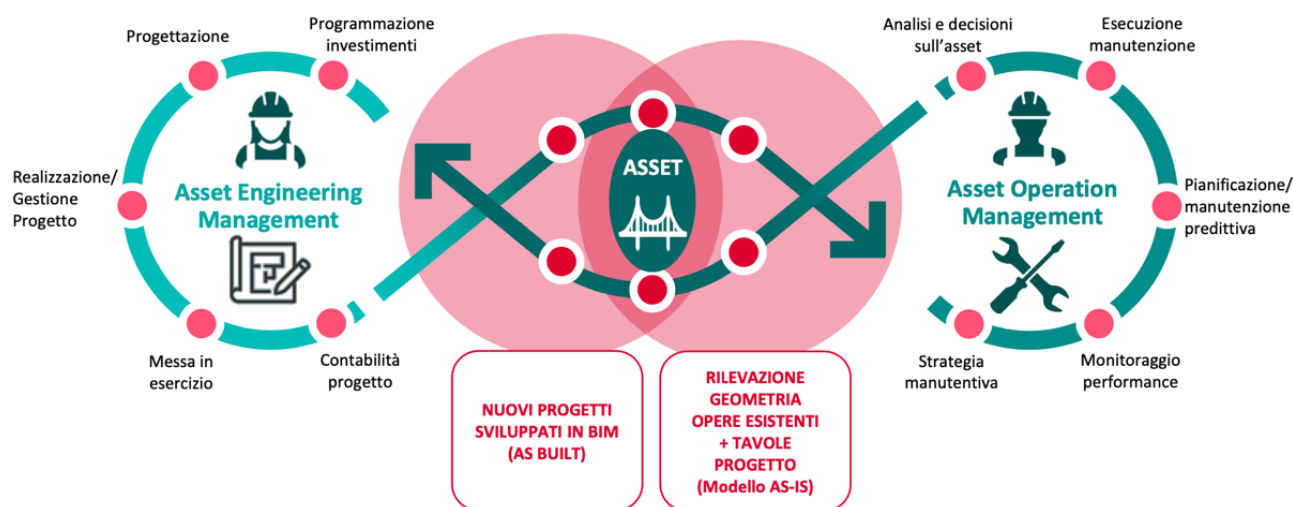 Progettazione
Programmazione
investimenti
Realizzazione/
Gestione
Progetto
Asset Engineering
Management
Messa in
esercizio
Contabilità
progetto
ASSET
NUOVI PROGETTI
SVILUPPATI IN BIM
(AS BUILT)
RILEVAZIONE
GEOMETRIA
OPERE ESISTENTI
+ TAVOLE
PROGETTO
(Modello AS-IS)
Analisi e decisioni
sull'asset
Esecuzione
manutenzione
Asset Operation
Management
Pianificazione/
manutenzione
predittiva
Strategia
manutentiva
Monitoraggio
performance